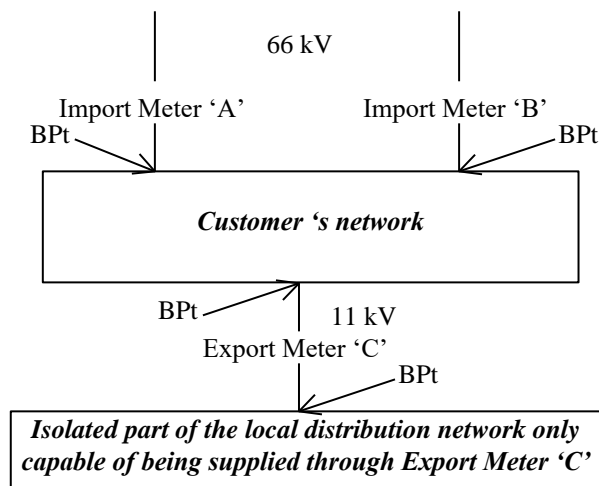 66 kV
Import Meter ‘A’
Import Meter ‘B’
BPt
BPt
Customer ‘s network
BPt
11 kV
Export Meter ‘C’
BPt
Isolated part of the local distribution network only
capable of being supplied through Export Meter ‘C’